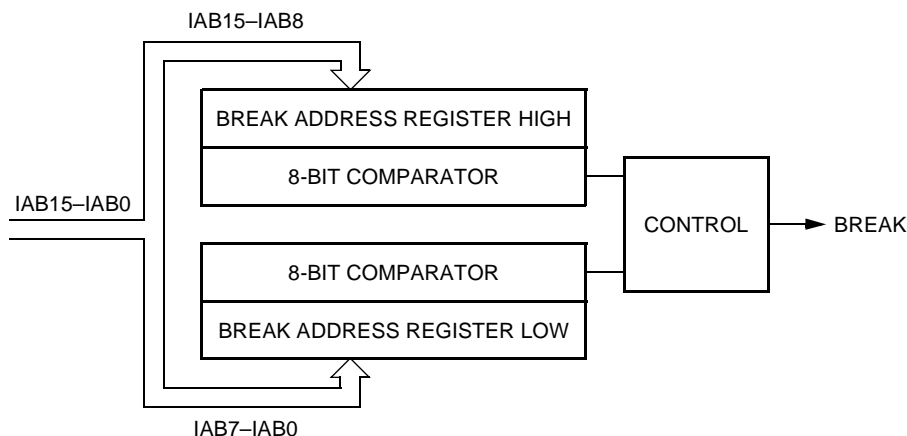 IAB15–IAB8
BREAK ADDRESS REGISTER HIGH
8-BIT COMPARATOR
IAB15–IAB0
CONTROL
BREAK
8-BIT COMPARATOR
BREAK ADDRESS REGISTER LOW
IAB7–IAB0